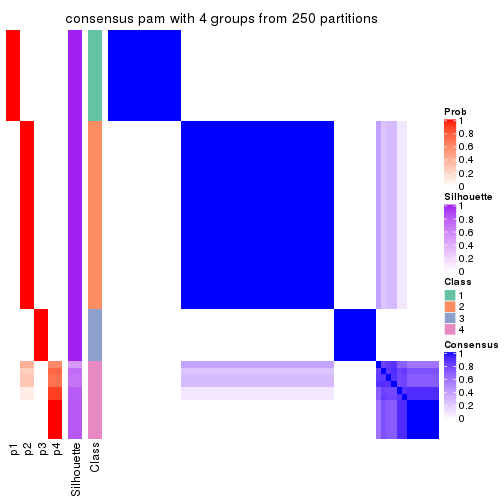 consensus pam with 4 groups from 250 partitions
Prob
1
0.8
0.6
0.4
0.2
0
Silhouette
1
0.8
0.6
0.4
0.2
0
Class
1
2
3
4
Consensus
1
0.8
0.6
0.4
0.2
0
p1
p2
p3
p4
Silhouette
Class